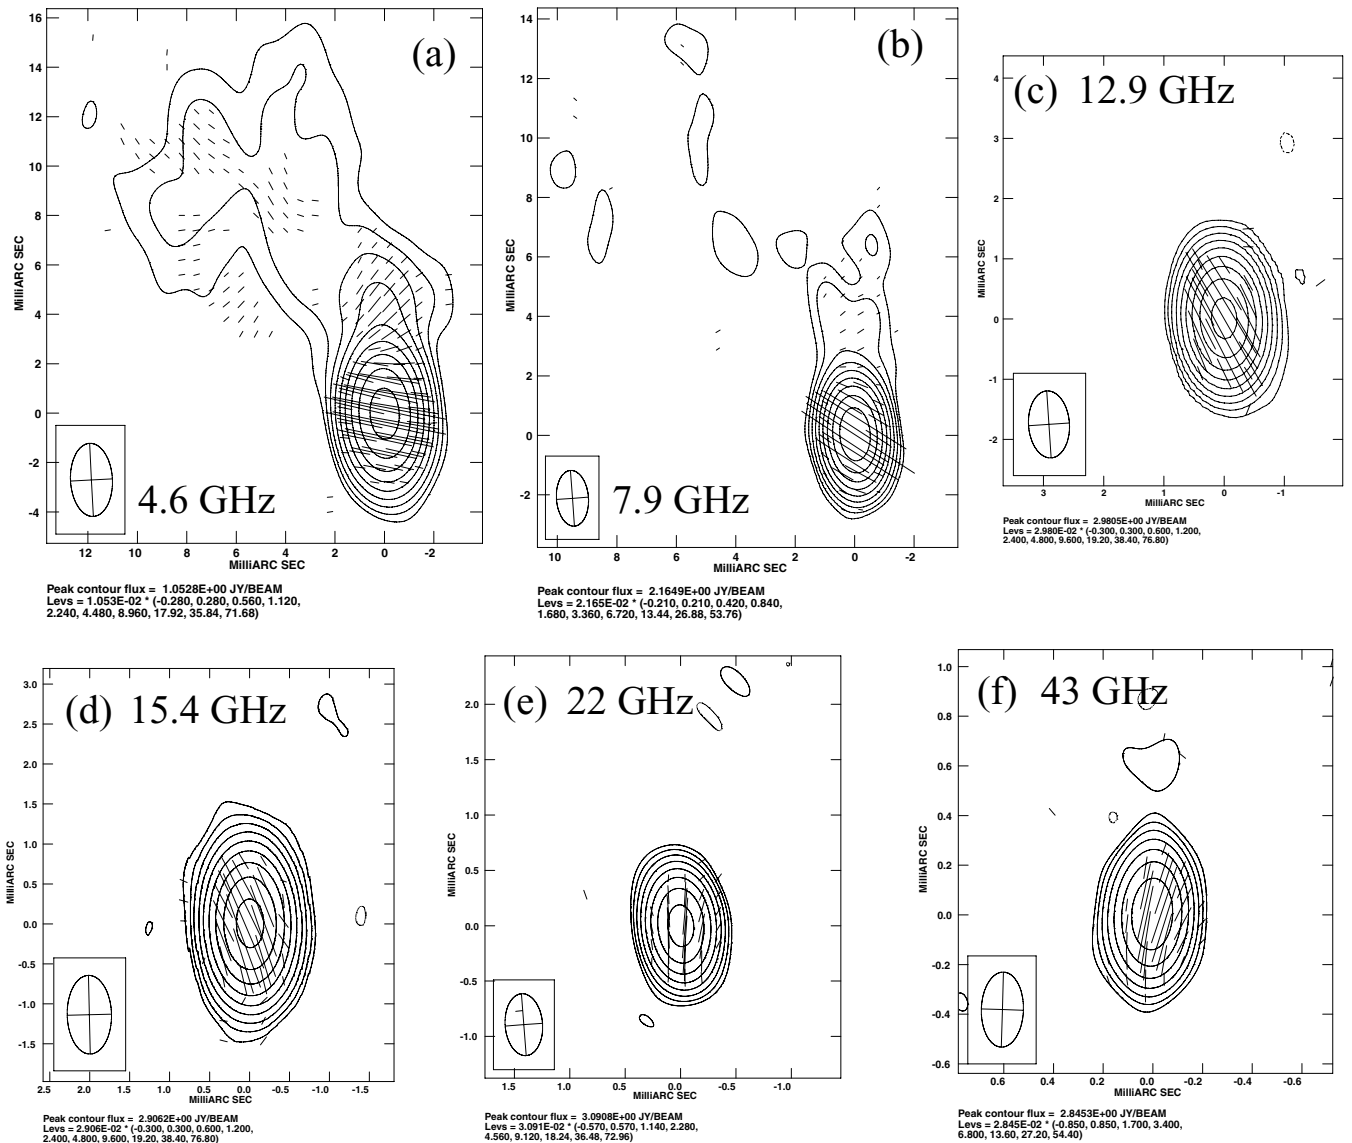 (a)
16
14
12
10
8
6
4
2
0
-2
-4
MilliARC SEC
4.6 GHz
12 10 8 6 4 2 0 -2
MilliARC SEC
Peak contour flux = 1.0528E+00 JY/BEAM
Levs = 1.053E-02 * (-0.280, 0.280, 0.560, 1.120,
2.240, 4.480, 8.960, 17.92, 35.84, 71.68)
(b)
14
12
10
8
6
4
2
0
-2
MilliARC SEC
7.9 GHz
10 8 6 4 2 0 -2
MilliARC SEC
Peak contour flux = 2.1649E+00 JY/BEAM
Levs = 2.165E-02 * (-0.210, 0.210, 0.420, 0.840,
1.680, 3.360, 6.720, 13.44, 26.88, 53.76)
(c) 12.9 GHz
4
3
2
1
0
-1
-2
MilliARC SEC
3 2 1 0 -1
MilliARC SEC
Peak contour flux = 2.9805E+00 JY/BEAM
Levs = 2.980E-02 * (-0.300, 0.300, 0.600, 1.200,
2.400, 4.800, 9.600, 19.20, 38.40, 76.80)
(d) 15.4 GHz
3.0
2.5
2.0
1.5
1.0
0.5
0.0
-0.5
-1.0
-1.5
MilliARC SEC
2.5 2.0 1.5 1.0 0.5 0.0 -0.5 -1.0 -1.5
MilliARC SEC
Peak contour flux = 2.9062E+00 JY/BEAM
Levs = 2.906E-02 * (-0.300, 0.300, 0.600, 1.200,
2.400, 4.800, 9.600, 19.20, 38.40, 76.80)
(e) 22 GHz
2.0
1.5
1.0
0.5
0.0
-0.5
-1.0
MilliARC SEC
1.5 1.0 0.5 0.0 -0.5 -1.0
MilliARC SEC
Peak contour flux = 3.0908E+00 JY/BEAM
Levs = 3.091E-02 * (-0.570, 0.570, 1.140, 2.280,
4.560, 9.120, 18.24, 36.48, 72.96)
(f) 43 GHz
1.0
0.8
0.6
0.4
0.2
0.0
-0.2
-0.4
-0.6
MilliARC SEC
0.6 0.4 0.2 0.0 -0.2 -0.4 -0.6
MilliARC SEC
Peak contour flux = 2.8453E+00 JY/BEAM
Levs = 2.845E-02 * (-0.850, 0.850, 1.700, 3.400,
6.800, 13.60, 27.20, 54.40)